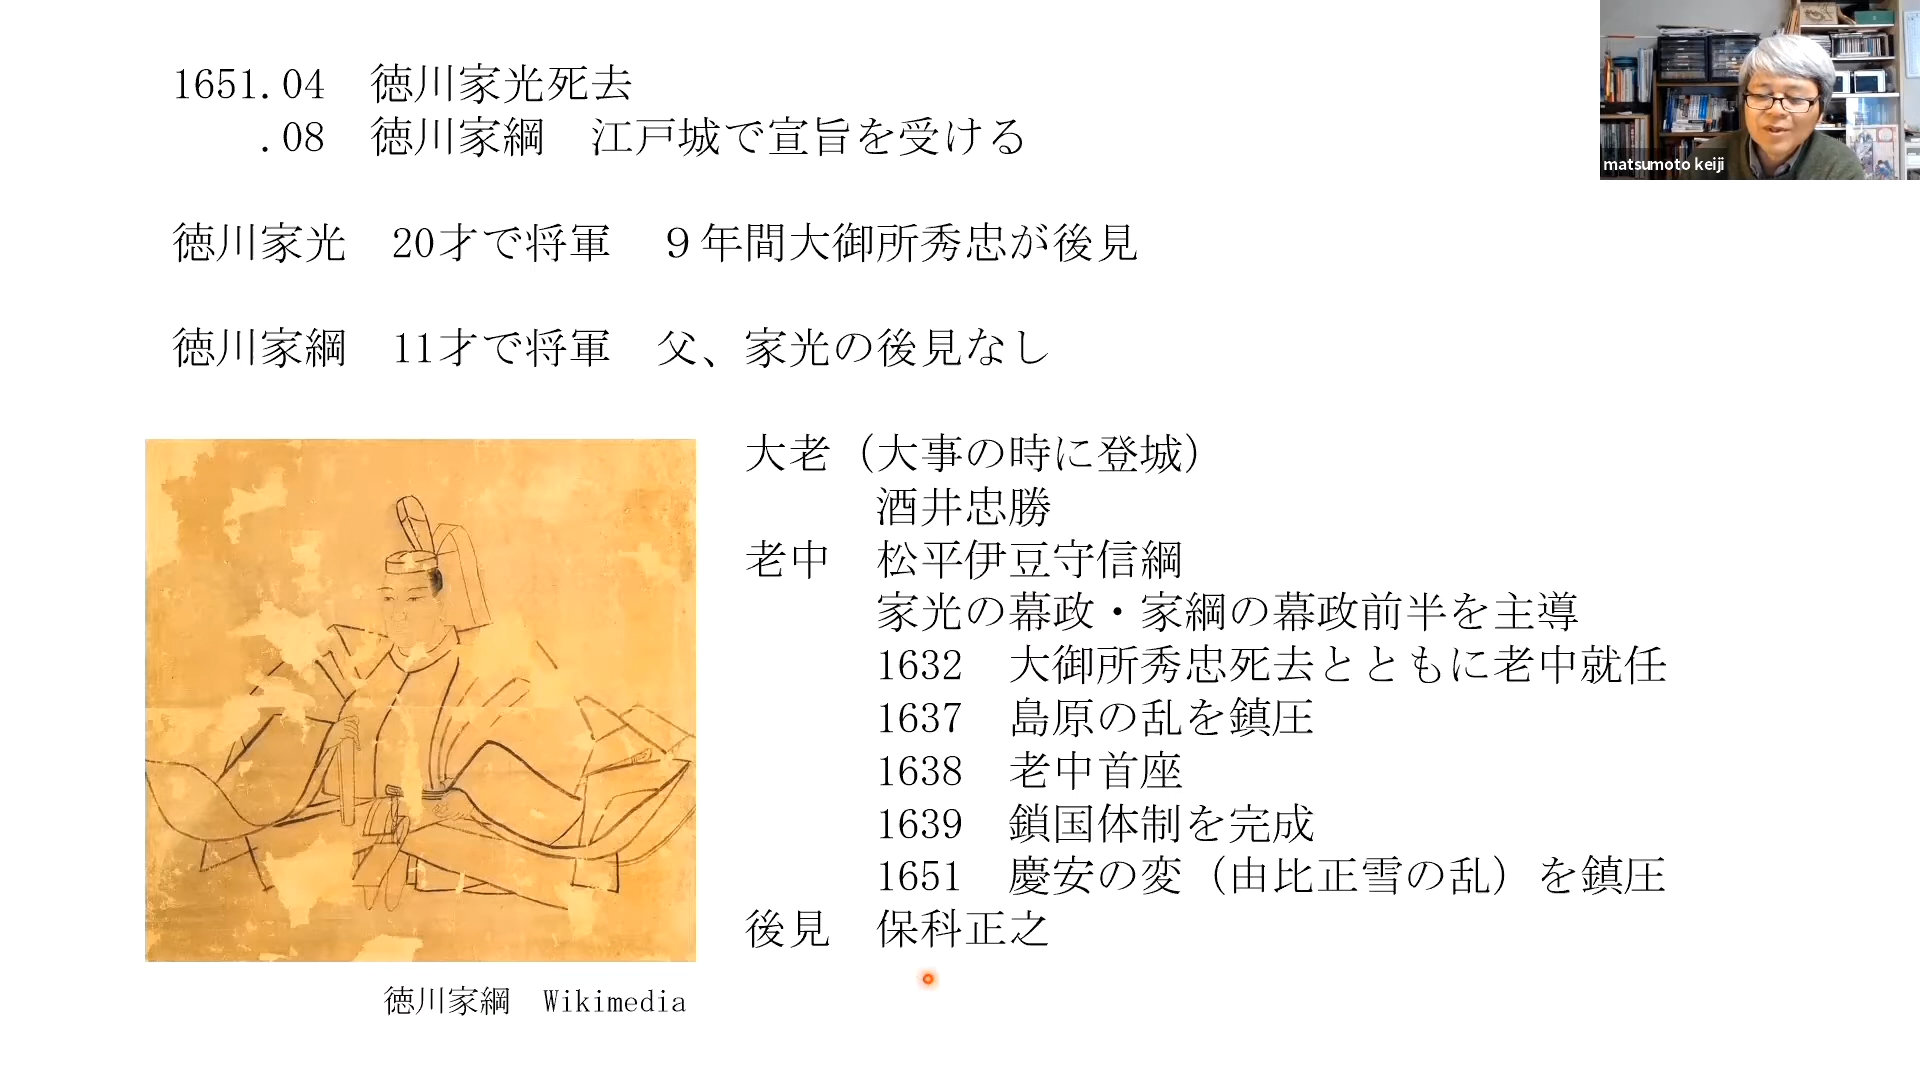 1651.04　徳川家光死去
.08　徳川家綱　江戸城で宣旨を受ける
徳川家光　20才で将軍　９年間大御所秀忠が後見
徳川家綱　11才で将軍　父、家光の後見なし
大老（大事の時に登城）
酒井忠勝
老中　松平伊豆守信綱
家光の幕政・家綱の幕政前半を主導
1632　大御所秀忠死去とともに老中就任
1637　島原の乱を鎮圧
1638　老中首座
1639　鎖国体制を完成
1651　慶安の変（由比正雪の乱）を鎮圧
後見　保科正之
徳川家綱　Wikimedia
matsumoto keiji